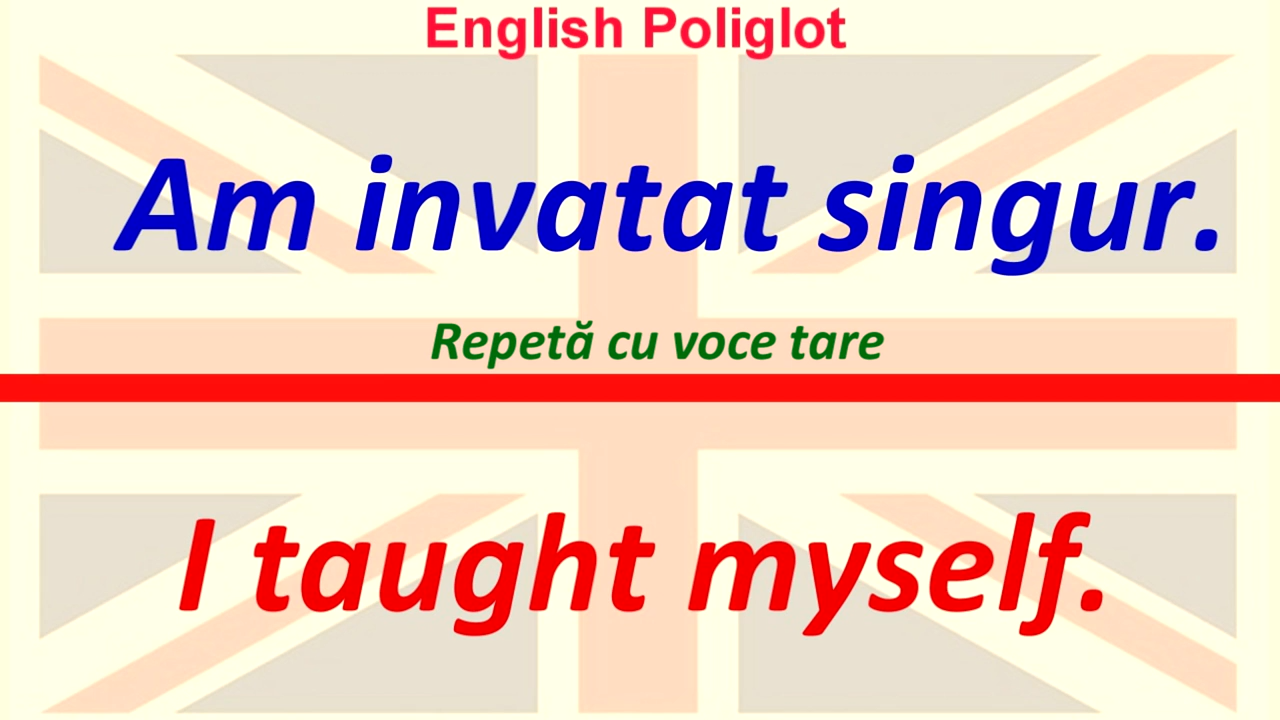 English Poliglot
Am invatat singur.
Repetă cu voce tare
I taught myself.